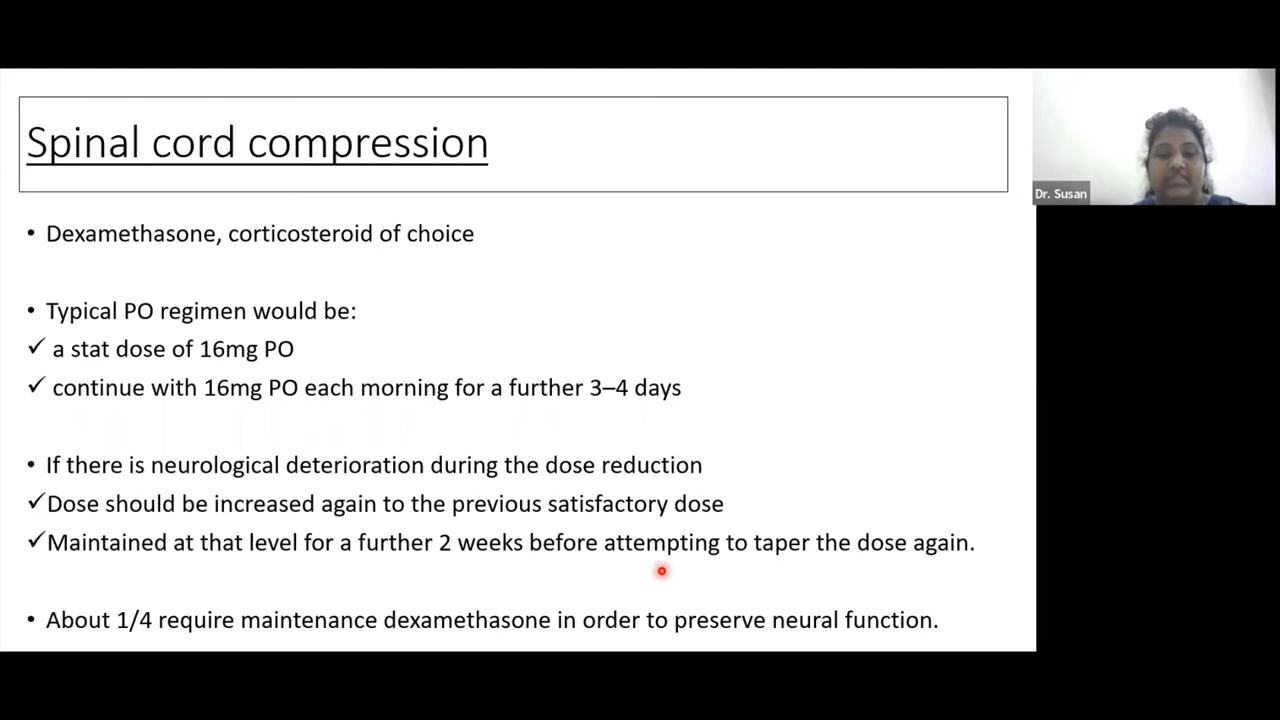 Spinal cord compression
Dr. Susan
• Dexamethasone, corticosteroid of choice
• Typical PO regimen would be:
✓ a stat dose of 16mg PO
✓ continue with 16mg PO each morning for a further 3–4 days
• If there is neurological deterioration during the dose reduction
✓Dose should be increased again to the previous satisfactory dose
✓Maintained at that level for a further 2 weeks before attempting to taper the dose again.
• About 1/4 require maintenance dexamethasone in order to preserve neural function.